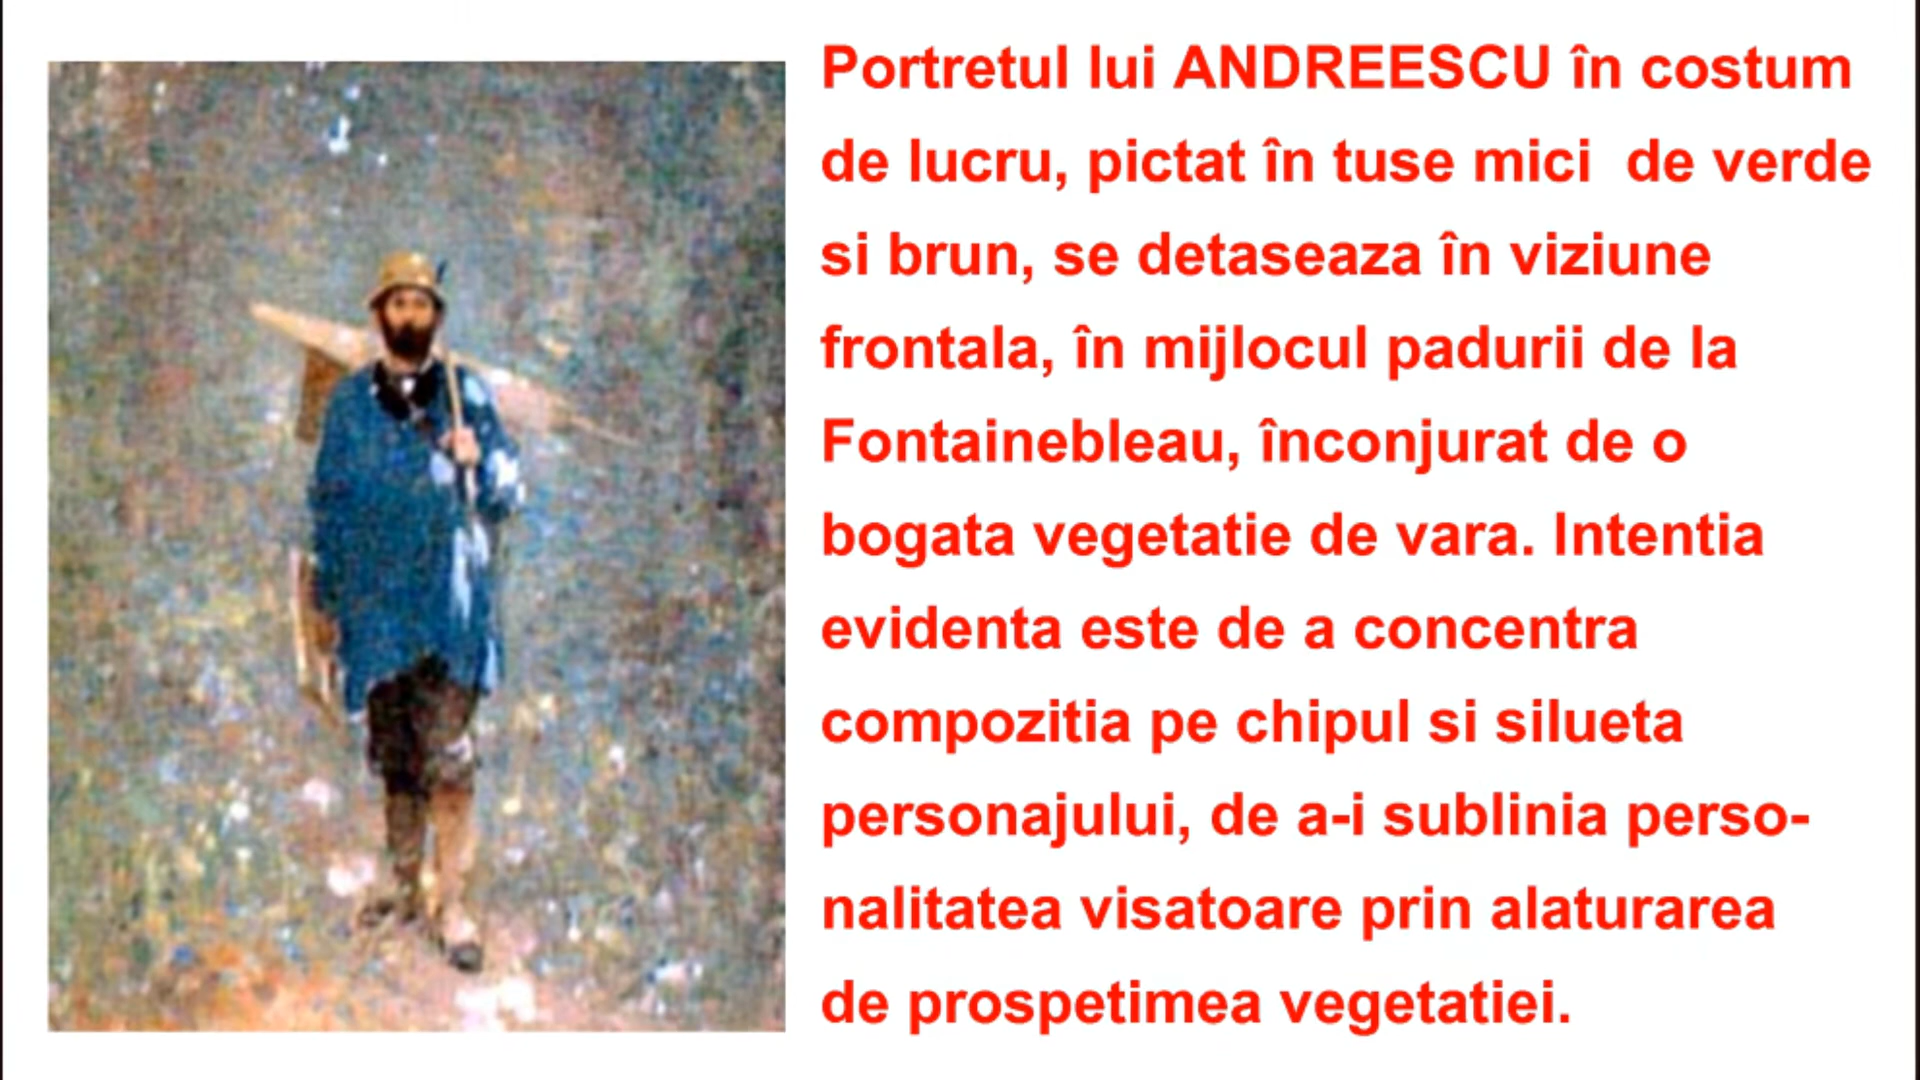 Portretul lui ANDREESCU în costum
de lucru, pictat în tuse mici  de verde
si brun, se detaseaza în viziune
frontala, în mijlocul padurii de la
Fontainebleau, înconjurat de o
bogata vegetatie de vara. Intentia
evidenta este de a concentra
compozitia pe chipul si silueta
personajului, de a-i sublinia perso-
nalitatea visatoare prin alaturarea
de prospetimea vegetatiei.